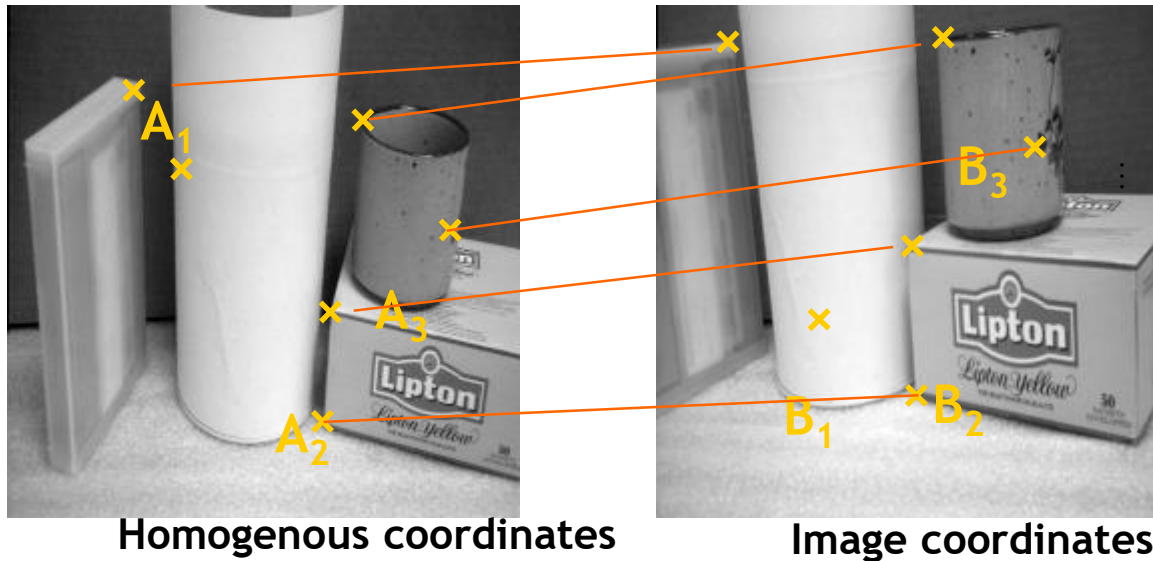 A₁
A₃
Lipton
Lipton Yellow
A₂
50
B₃
Lipton
Lipton Yellow
50
B₁
B₂
Homogenous coordinates
Image coordinates